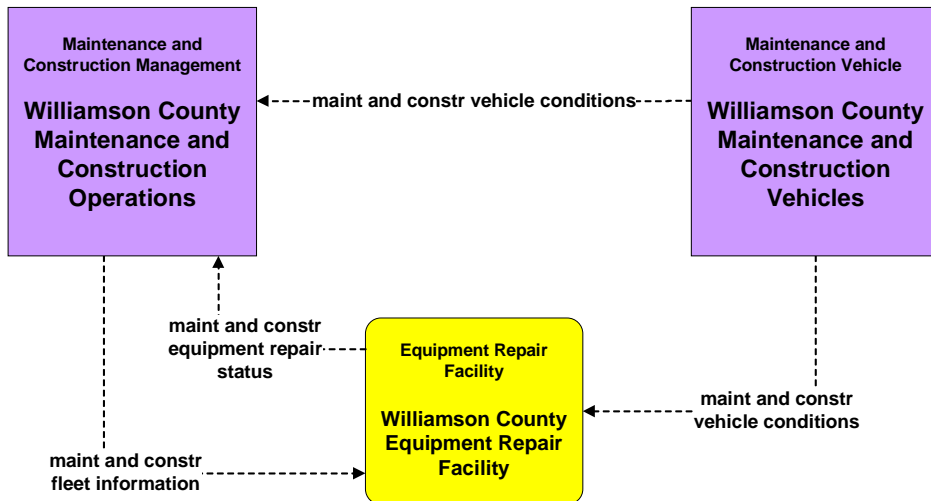 Maintenance and
Construction Management
Williamson County
Maintenance and
Construction
Operations
maint and constr vehicle conditions
Maintenance and
Construction Vehicle
Williamson County
Maintenance and
Construction
Vehicles
maint and constr
equipment repair
status
Equipment Repair
Facility
Williamson County
Equipment Repair
Facility
maint and constr
vehicle conditions
maint and constr
fleet information